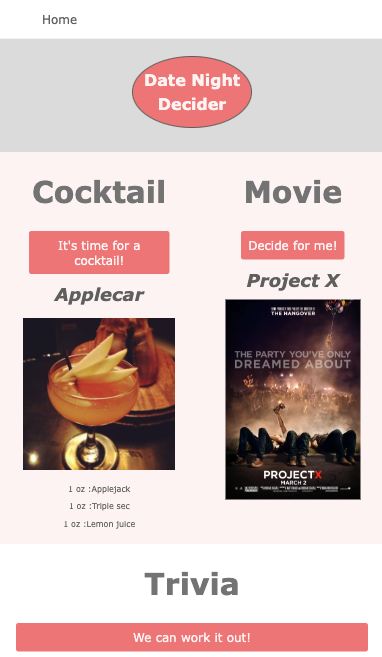 Home
Date Night
Decider
Cocktail
It's time for a
cocktail!
Applecar
1 oz :Applejack
1 oz :Triple sec
1 oz :Lemon juice
Movie
Decide for me!
Project X
THE HANGOVER
THE PARTY YOU'VE ONLY
DREAMED ABOUT
PROJECTX
MARCH 2
Trivia
We can work it out!